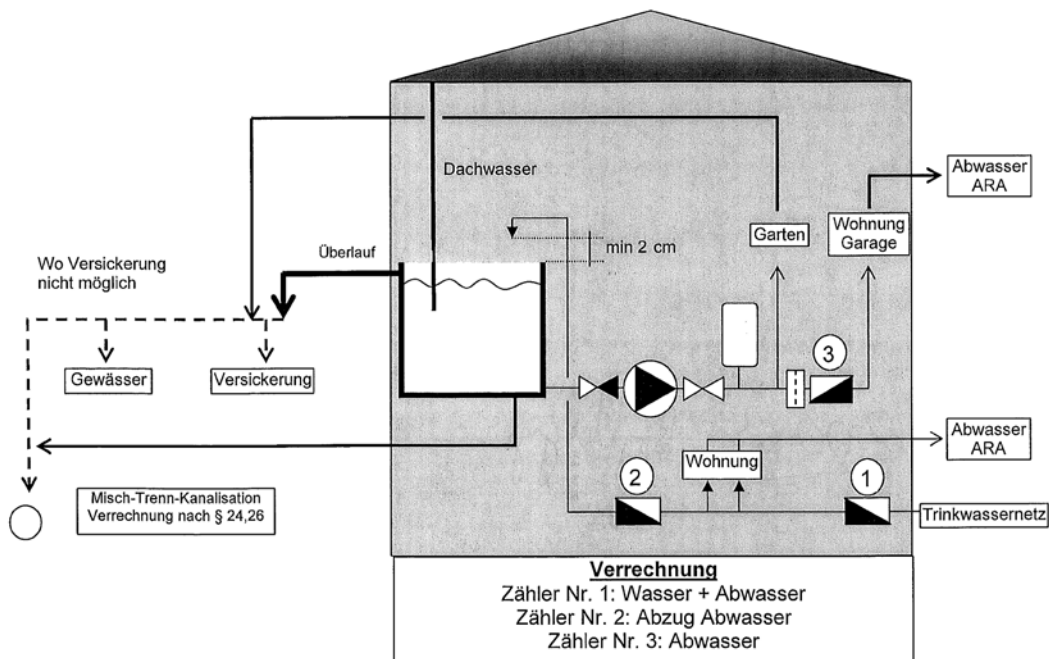 Dachwasser
Abwasser
ARA
Garten
Wohnung
Garage
min 2 cm
Überlauf
Wo Versickerung
nicht möglich
Gewässer
Versickerung
3
Abwasser
ARA
Wohnung
2
1
Misch-Trenn-Kanalisation
Verrechnung nach § 24,26
Trinkwassernetz
Verrechnung
Zähler Nr. 1: Wasser + Abwasser
Zähler Nr. 2: Abzug Abwasser
Zähler Nr. 3: Abwasser